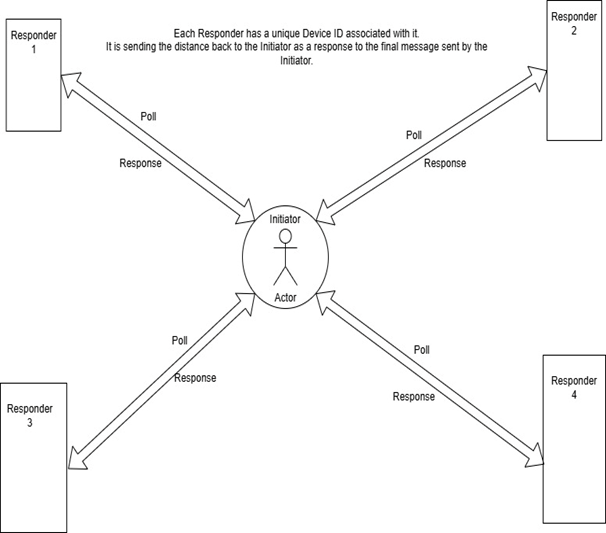 Responder
1
Each Responder has a unique Device ID associated with it.
It is sending the distance back to the Initiator as a response to the final message sent by the
Initiator.
Responder
2
Poll
Response
Poll
Response
Initiator
Actor
Poll
Response
Poll
Response
Responder
3
Responder
4